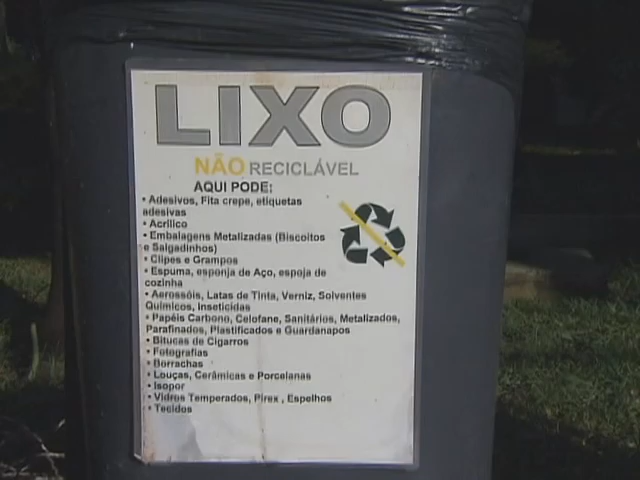 LIXO
NÃO RECICLÁVEL
AQUI PODE:
• Adesivos, Fita crepe, etiquetas
adesivas
• Acrílico
• Embalagens Metalizadas (Biscoitos
e Salgadinhos)
• Clipes e Grampos
• Espuma, esponja de Aço, espoja de
cozinha
• Aerossóis, Latas de Tinta, Verniz, Solventes
Químicos, Inseticidas
• Papéis Carbono, Celofane, Sanitários, Metalizados,
Parafinados, Plastificados e Guardanapos
• Bitucas de Cigarros
• Fotografias
• Borrachas
• Louças, Cerâmicas e Porcelanas
• Isopor
• Vidros Temperados, Pirex , Espelhos
• Tecidos